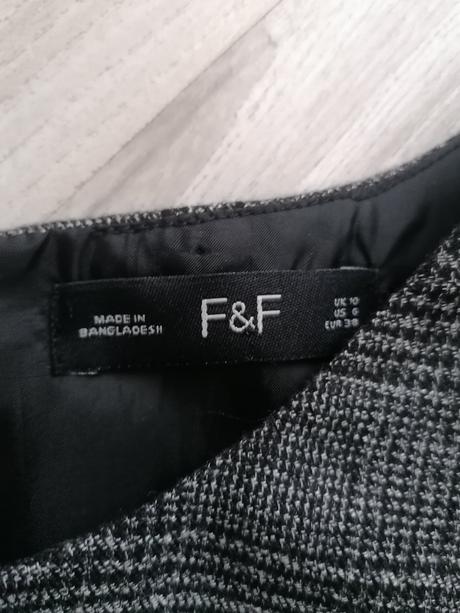 MADE IN
BANGLADESH
F&F
UK 10
US 6
EUR 38